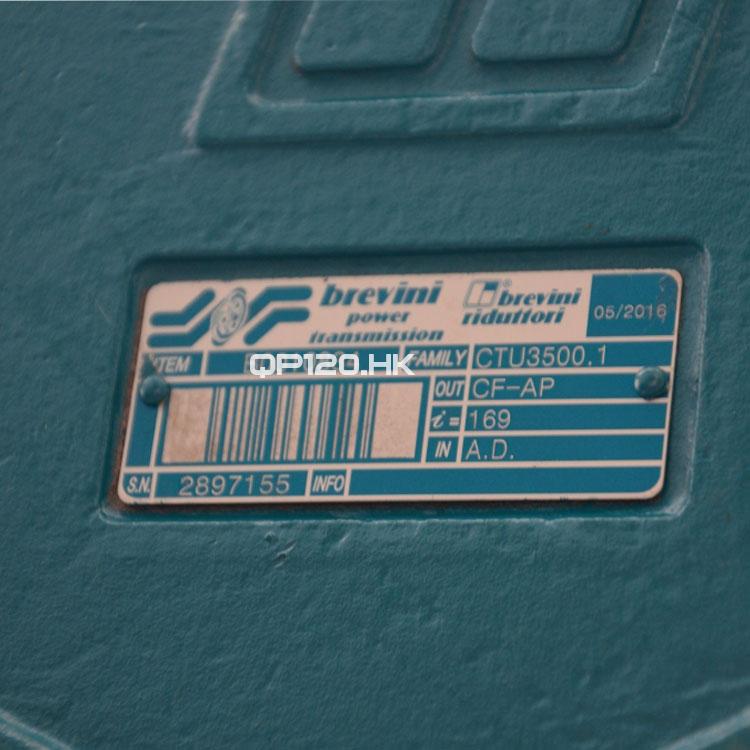 brevini
power
transmission
brevini®
riduttori
05/2016
ITEM
QP120.HK
FAMILY CTU3500.1
OUT CF-AP
i= 169
IN A.D.
S.N. 2897155 INFO